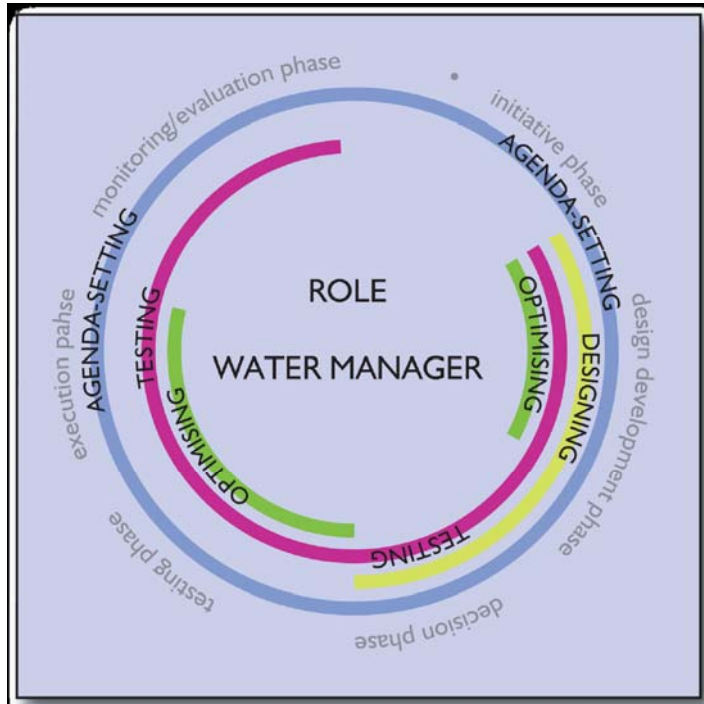 monitoring/evaluation phase
initiative phase
AGENDA-SETTING
AGENDA-SETTING
ROLE
WATER MANAGER
OPTIMISING
DESIGNING
design development phase
TESTING
execution pahse
OPTIMISING
TESTING
testing phase
decision phase